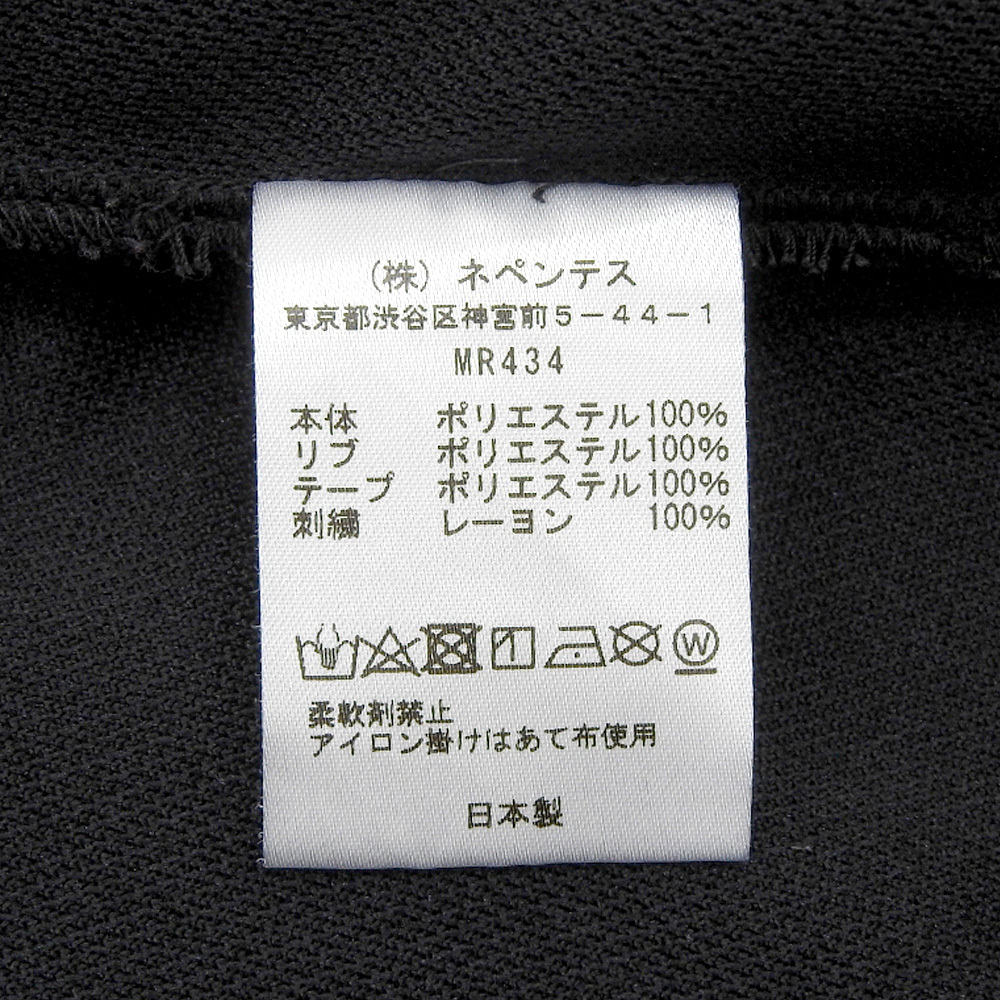 （株）ネペンテス
東京都渋谷区神宮前５－４４－１
MR434
本体 ポリエステル100%
リブ ポリエステル100%
テープ ポリエステル100%
刺繍 レーヨン 100%
W
柔軟剤禁止
アイロン掛けはあて布使用
日本製